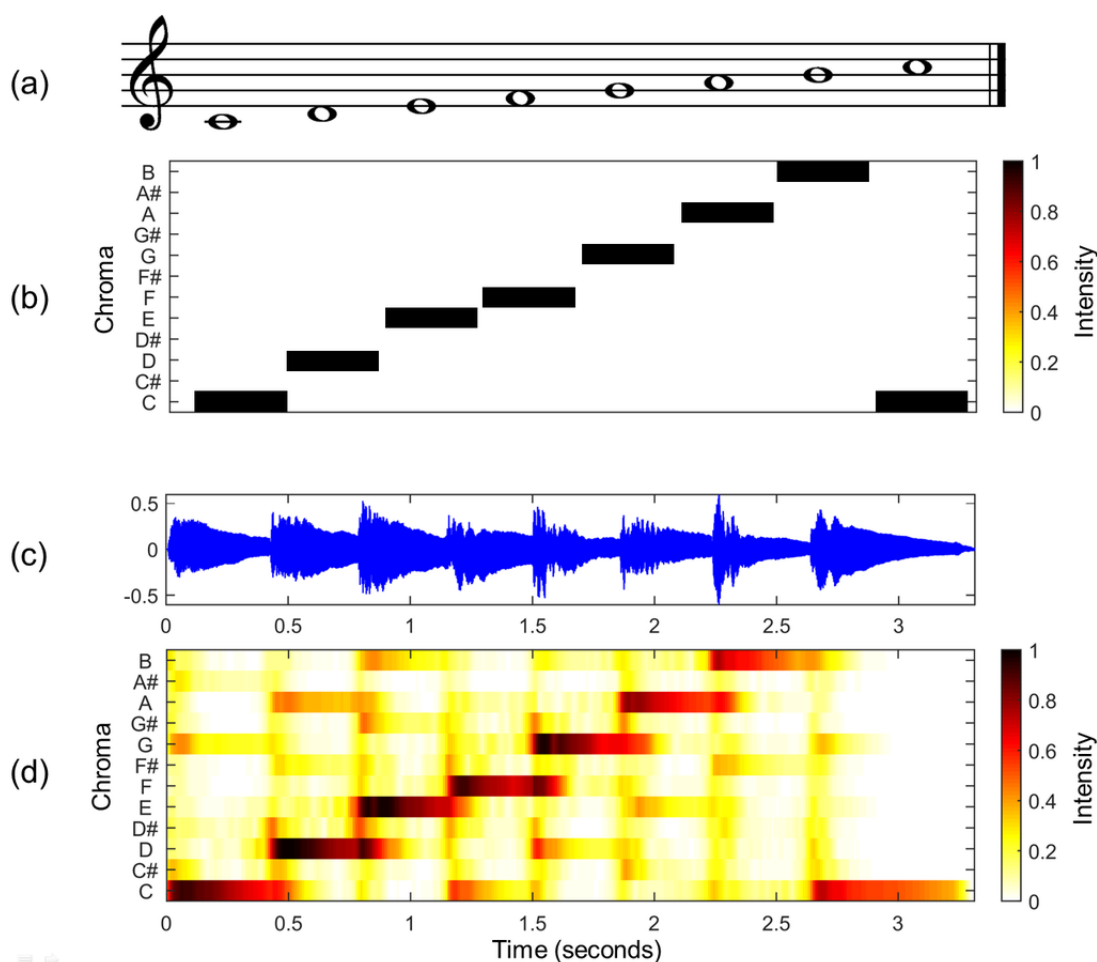 (a)
(b)
Chroma
B
A#
A
G#
G
F#
F
E
D#
D
C#
C
1
0.8
0.6
0.4
0.2
0
Intensity
(c)
0.5
0
-0.5
0 0.5 1 1.5 2 2.5 3
(d)
Chroma
B
A#
A
G#
G
F#
F
E
D#
D
C#
C
1
0.8
0.6
0.4
0.2
0
Intensity
0 0.5 1 1.5 2 2.5 3
Time (seconds)